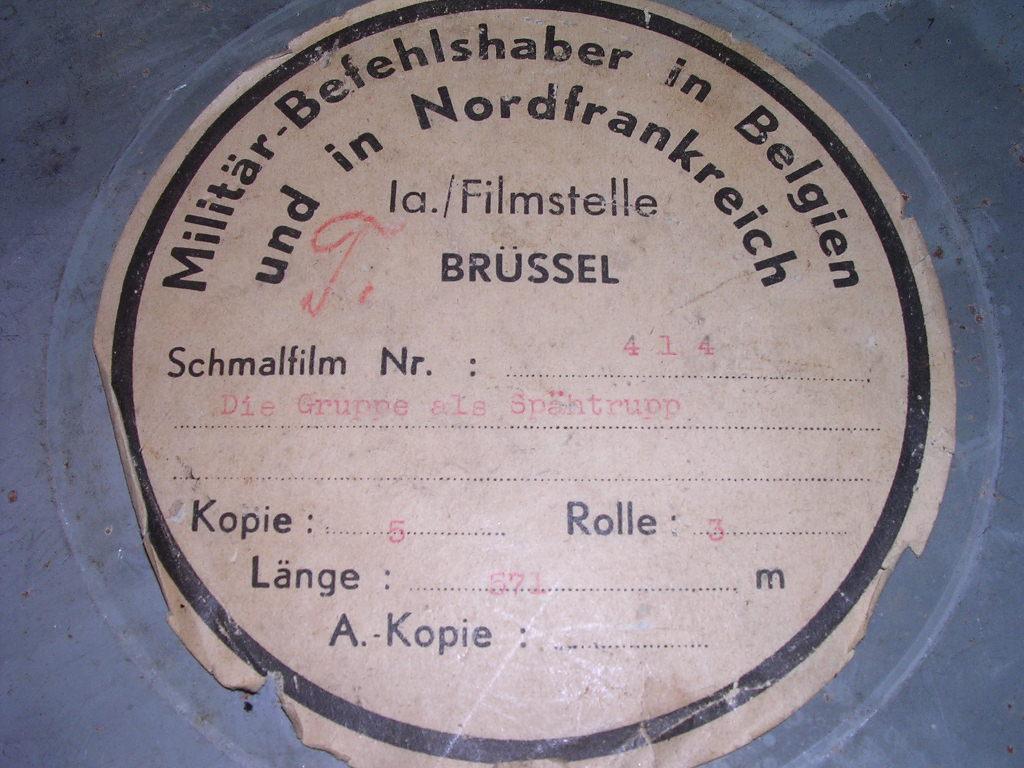 Militär-Befehlshaber in Belgien
und in Nordfrankreich
Ia./Filmstelle
BRÜSSEL
Schmalfilm Nr. : 414
Die Gruppe als Spähtrupp
Kopie : 5 Rolle : 3
Länge : 571 m
A.-Kopie :